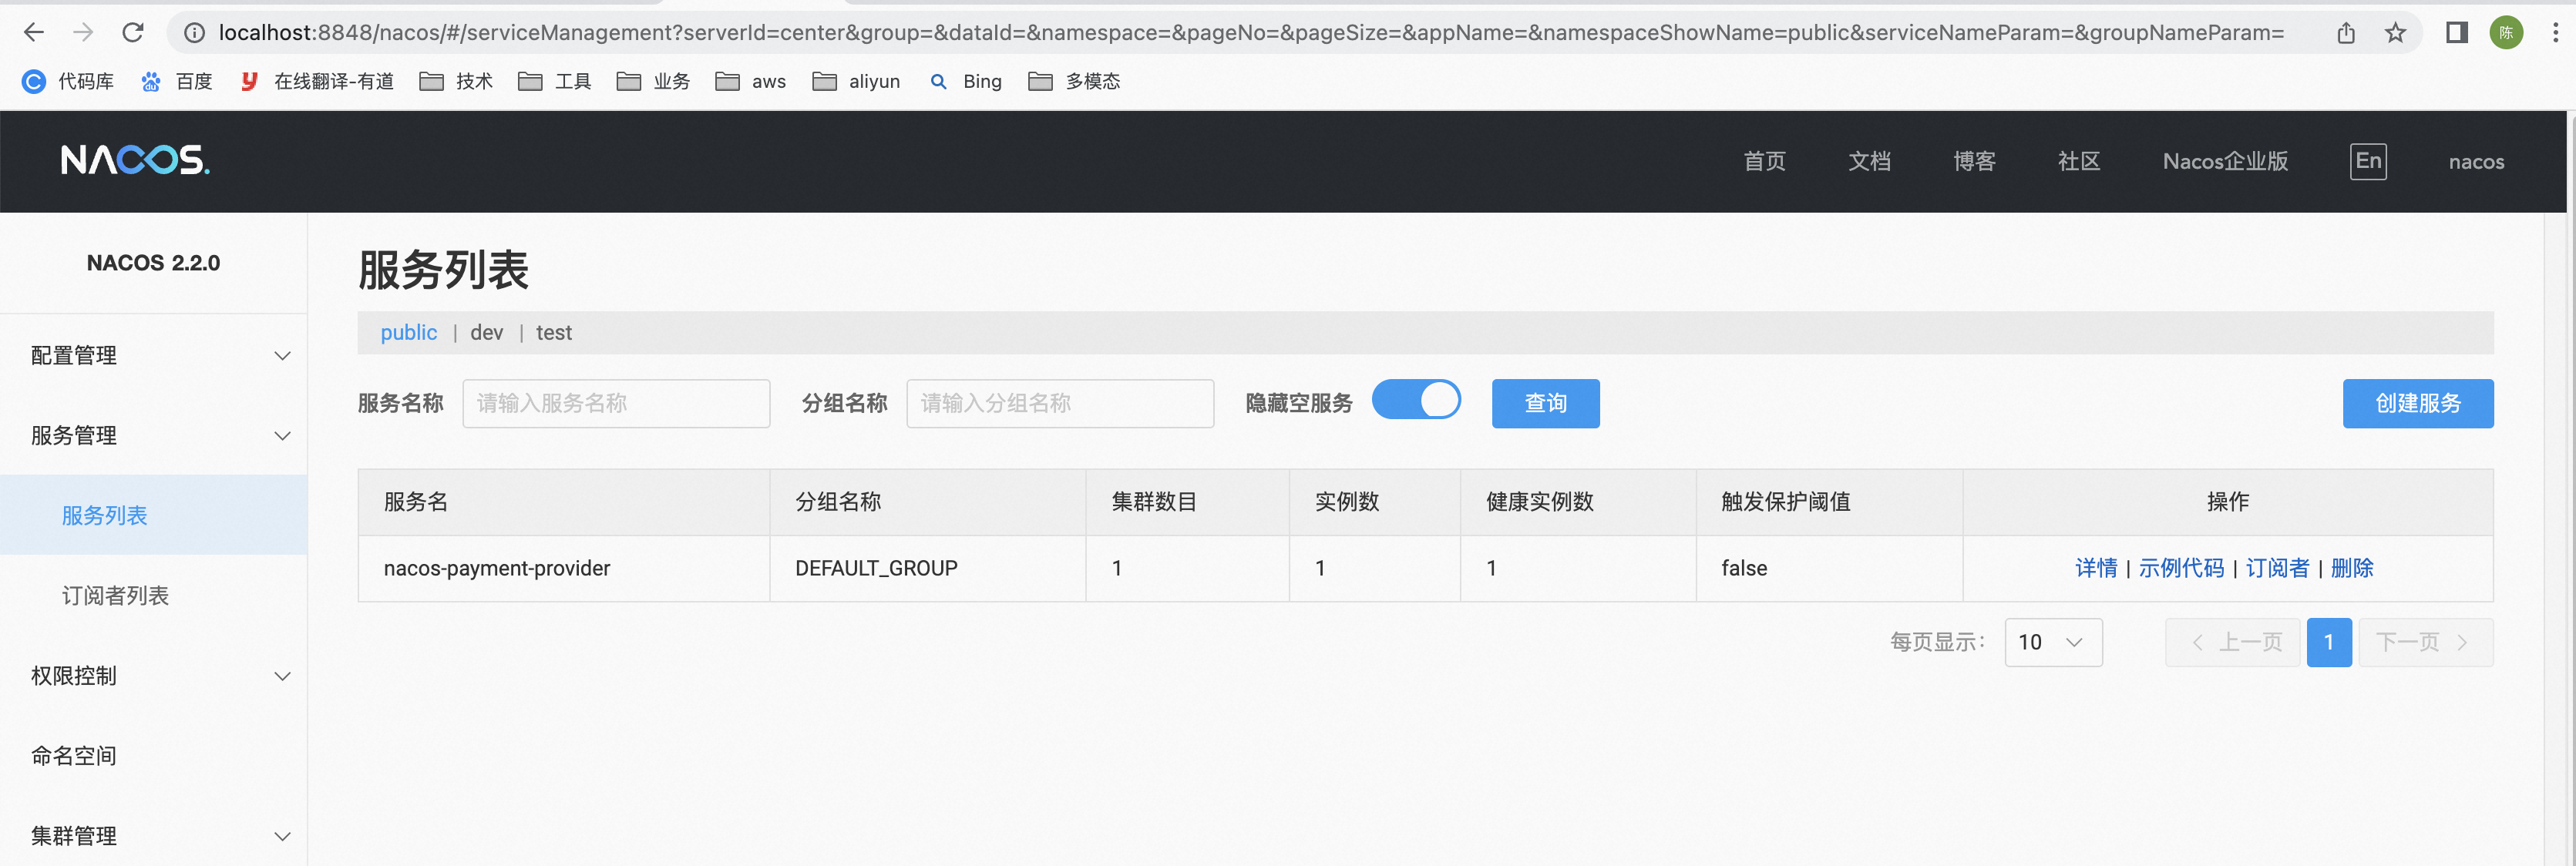 localhost:8848/nacos/#/serviceManagement?serverId=center&group=&dataId=&namespace=&pageNo=&pageSize=&appName=&namespaceShowName=public&serviceNameParam=&groupNameParam=
陈
代码库 百度 在线翻译-有道 技术 工具 业务 aws aliyun Bing 多模态
NACOS.
首页 文档 博客 社区 Nacos企业版 En nacos
NACOS 2.2.0
配置管理
服务管理
服务列表
订阅者列表
权限控制
命名空间
集群管理
服务列表
public | dev | test
服务名称 请输入服务名称 分组名称 请输入分组名称 隐藏空服务 查询 创建服务
服务名 分组名称 集群数目 实例数 健康实例数 触发保护阈值 操作
nacos-payment-provider DEFAULT_GROUP 1 1 1 false 详情 | 示例代码 | 订阅者 | 删除
每页显示: 10 上一页 1 下一页